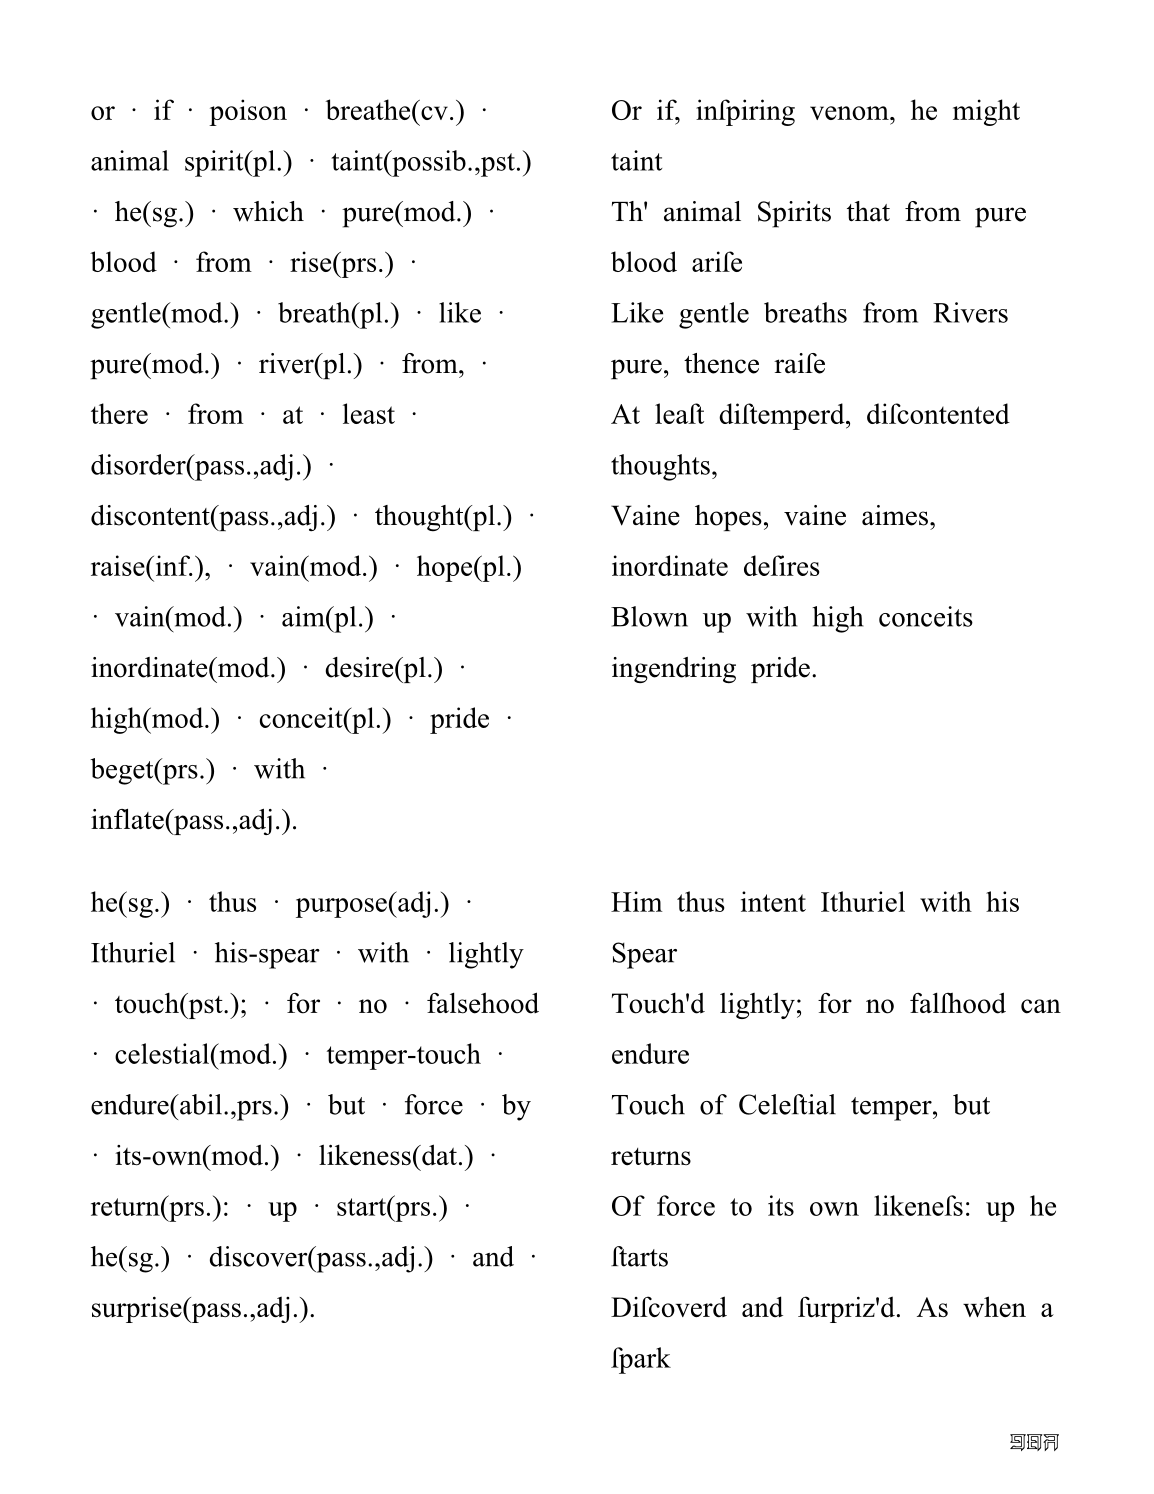 or · if · poison · breathe(cv.) ·
animal spirit(pl.) · taint(possib.,pst.)
· he(sg.) · which · pure(mod.) ·
blood · from · rise(prs.) ·
gentle(mod.) · breath(pl.) · like ·
pure(mod.) · river(pl.) · from, ·
there · from · at · least ·
disorder(pass.,adj.) ·
discontent(pass.,adj.) · thought(pl.) ·
raise(inf.), · vain(mod.) · hope(pl.)
· vain(mod.) · aim(pl.) ·
inordinate(mod.) · desire(pl.) ·
high(mod.) · conceit(pl.) · pride ·
beget(prs.) · with ·
inflate(pass.,adj.).
Or if, inſpiring venom, he might
taint
Th' animal Spirits that from pure
blood ariſe
Like gentle breaths from Rivers
pure, thence raiſe
At leaſt diſtemperd, diſcontented
thoughts,
Vaine hopes, vaine aimes,
inordinate deſires
Blown up with high conceits
ingendring pride.
he(sg.) · thus · purpose(adj.) ·
Ithuriel · his-spear · with · lightly
· touch(pst.); · for · no · falsehood
· celestial(mod.) · temper-touch ·
endure(abil.,prs.) · but · force · by
· its-own(mod.) · likeness(dat.) ·
return(prs.): · up · start(prs.) ·
he(sg.) · discover(pass.,adj.) · and ·
surprise(pass.,adj.).
Him thus intent Ithuriel with his
Spear
Touch'd lightly; for no falſhood can
endure
Touch of Celeſtial temper, but
returns
Of force to its own likeneſs: up he
ſtarts
Diſcoverd and ſurpriz'd. As when a
ſpark